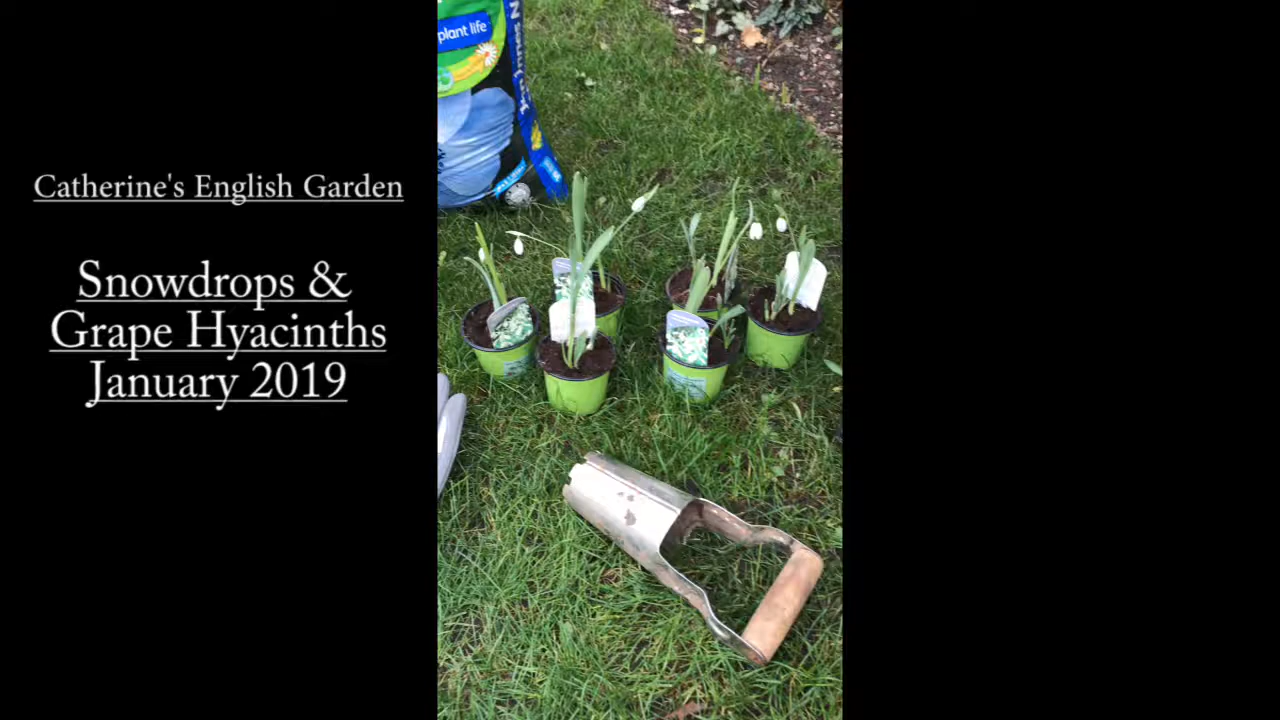 Catherine's English Garden
Snowdrops &
Grape Hyacinths
January 2019
plant life